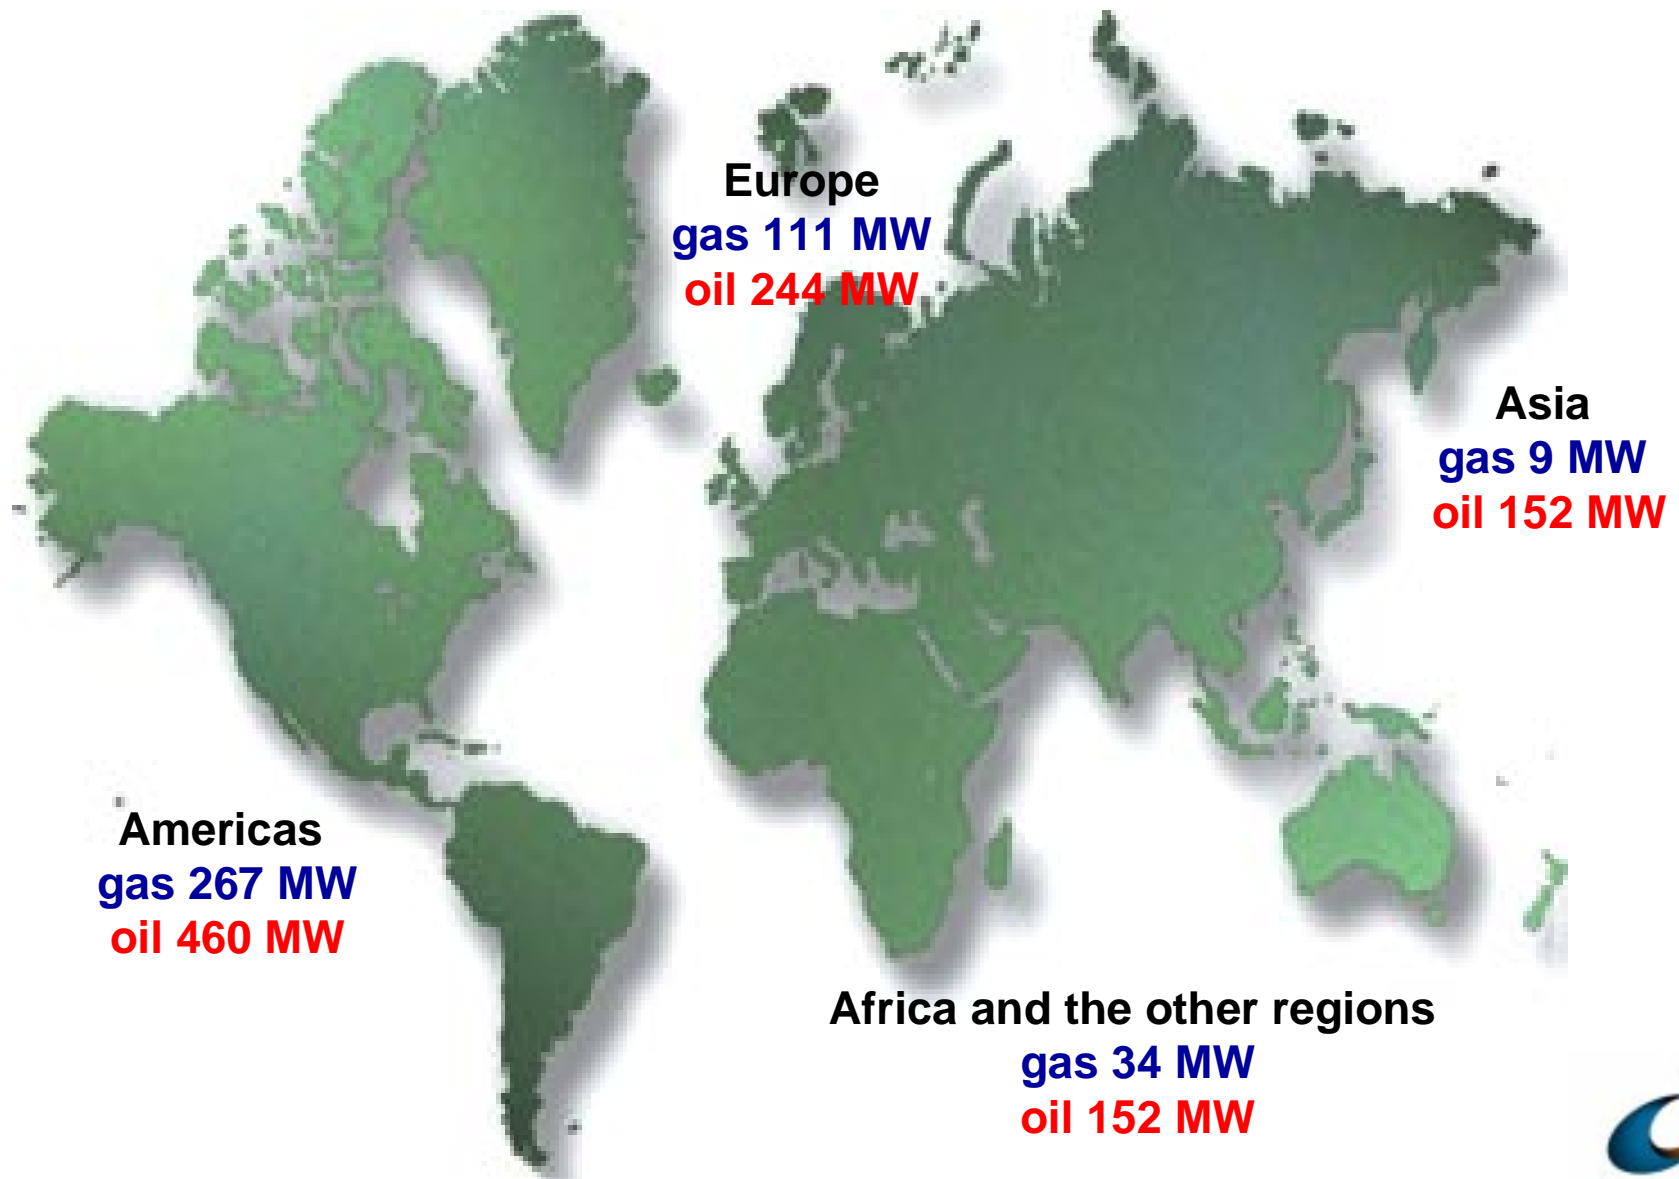 Europe
gas 111 MW
oil 244 MW
Asia
gas 9 MW
oil 152 MW
Americas
gas 267 MW
oil 460 MW
Africa and the other regions
gas 34 MW
oil 152 MW